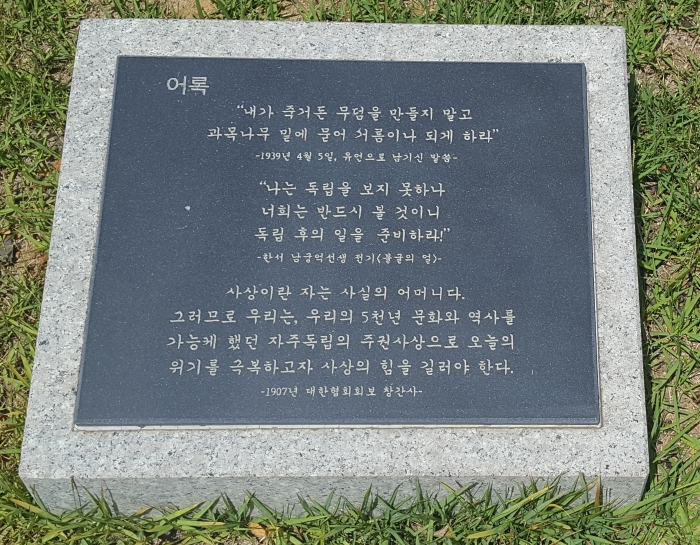 어록
“내가 죽거든 무덤을 만들지 말고
과목나무 밑에 묻어 거름이나 되게 하라”
-1939년 4월 5일, 유언으로 남기신 말씀-
“나는 독립을 보지 못하나
너희는 반드시 볼 것이니
독립 후의 일을 준비하라!”
-한서 남궁억선생 전기<불굴의 얼>-
사상이란 자는 사실의 어머니다.
그러므로 우리는, 우리의 5천년 문화와 역사를
가능케 했던 자주독립의 주권사상으로 오늘의
위기를 극복하고자 사상의 힘을 길러야 한다.
-1907년 대한협회회보 창간사-